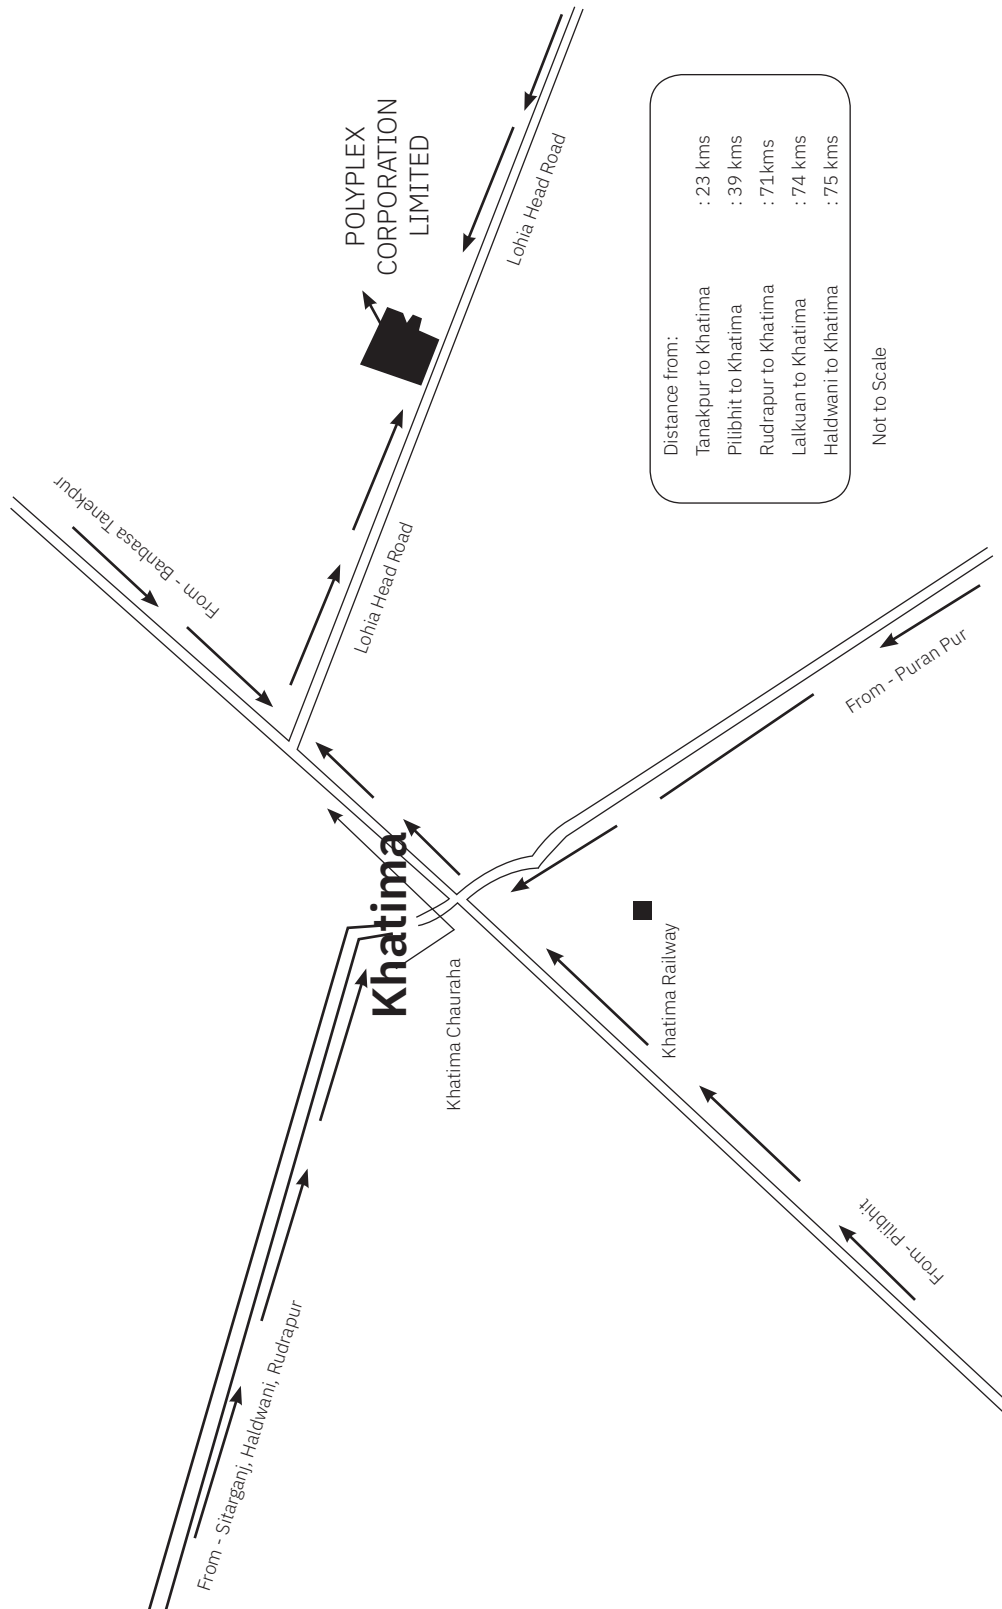 From - Sitarganj, Haldwani, Rudrapur
Khatima
Khatima Chauraha
From - Banbasa Tanekpur
POLYPLEX
CORPORATION
LIMITED
Lohia Head Road
Lohia Head Road
Khatima Railway
From- Pilibhit
From - Puran Pur
Distance from:
Tanakpur to Khatima : 23 kms
Pilibhit to Khatima : 39 kms
Rudrapur to Khatima : 71kms
Lalkuan to Khatima : 74 kms
Haldwani to Khatima : 75 kms
Not to Scale